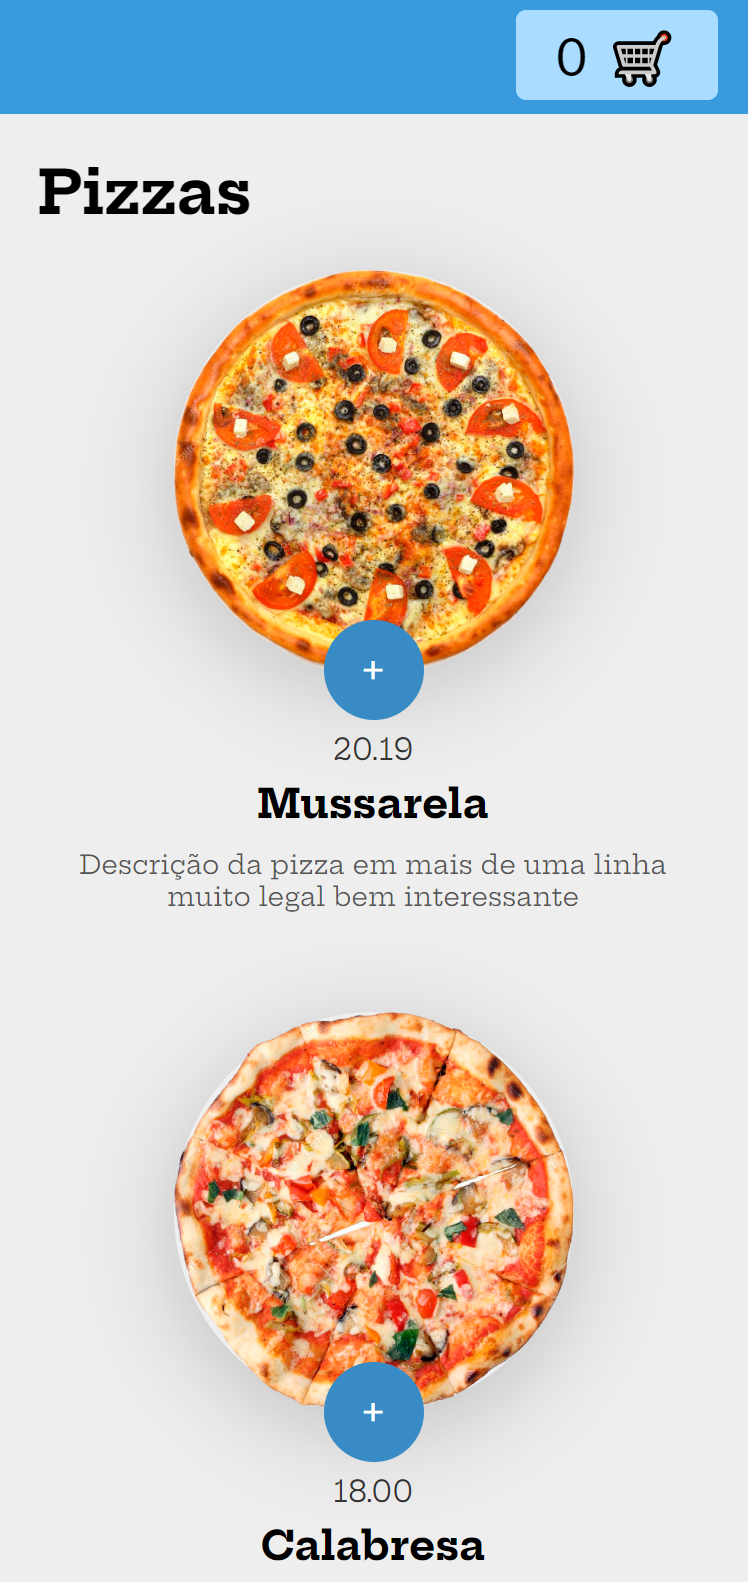 0
Pizzas
+
20.19
Mussarela
Descrição da pizza em mais de uma linha
muito legal bem interessante
+
18.00
Calabresa